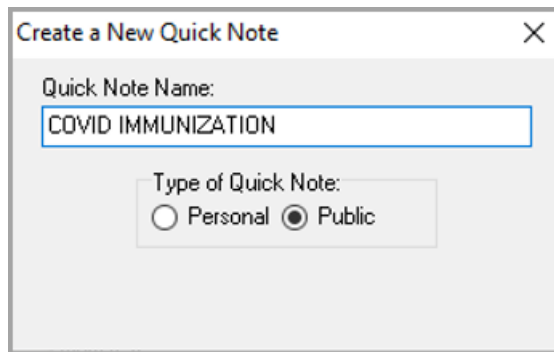 Create a New Quick Note
Quick Note Name:
COVID IMMUNIZATION
Type of Quick Note:
Personal Public